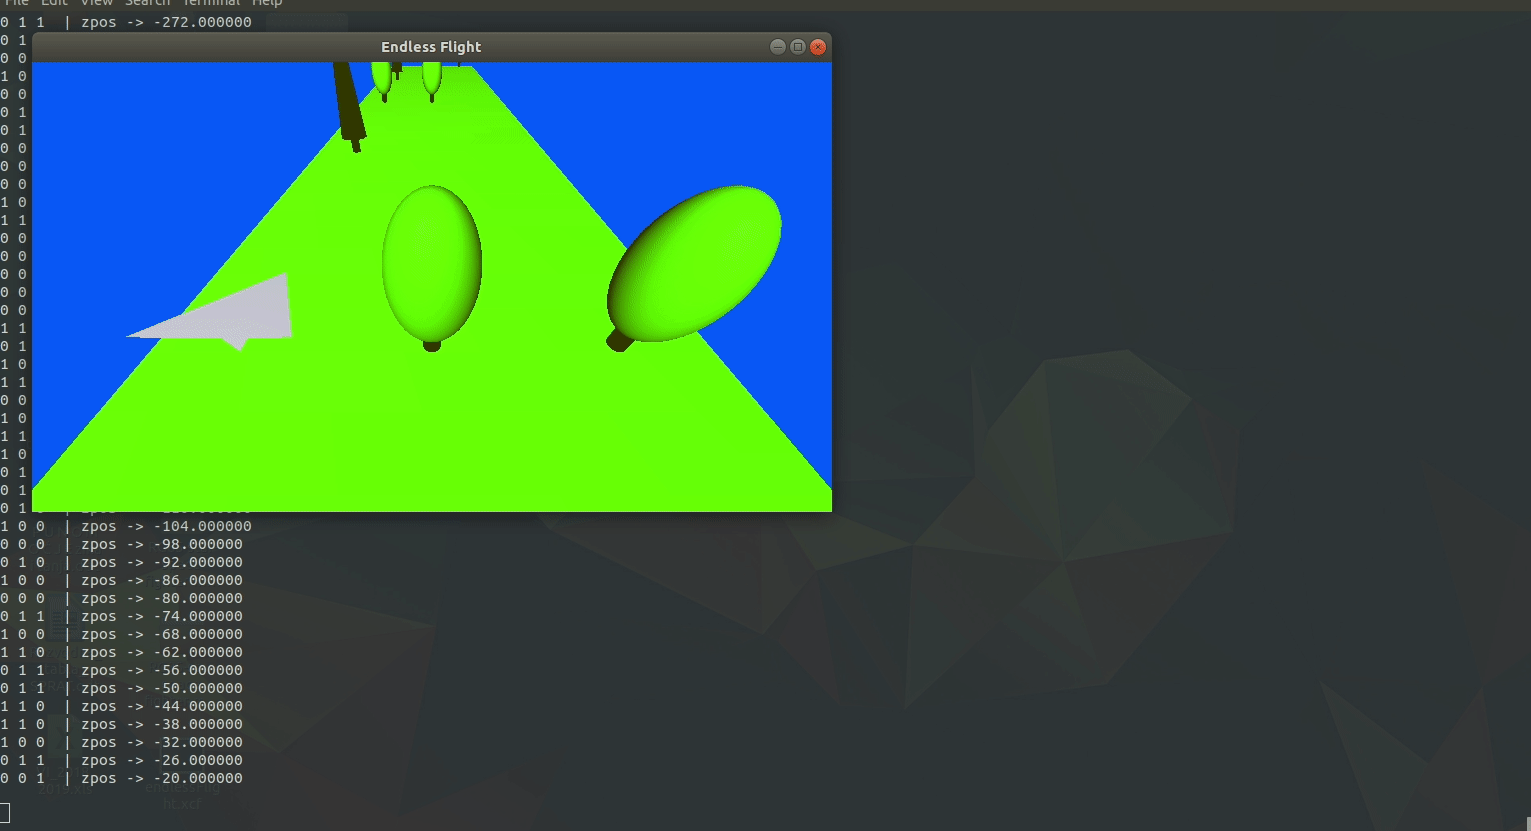 File Edit View Search Terminal Help
0 1 1 | zpos -> -272.000000
0 1
Endless Flight
0 0
1 0
0 0
0 1
0 1
0 0
0 0
0 0
1 0
1 1
0 0
0 0
0 0
0 0
0 0
1 1
0 1
1 0
1 1
0 0
1 0
1 1
1 0
0 1
0 1
0 1
1 0 0 | zpos -> -104.000000
0 0 0 | zpos -> -98.000000
0 1 0 | zpos -> -92.000000
1 0 0 | zpos -> -86.000000
0 0 0 | zpos -> -80.000000
0 1 1 | zpos -> -74.000000
1 0 0 | zpos -> -68.000000
1 1 0 | zpos -> -62.000000
0 1 1 | zpos -> -56.000000
0 1 1 | zpos -> -50.000000
1 1 0 | zpos -> -44.000000
1 1 0 | zpos -> -38.000000
1 0 0 | zpos -> -32.000000
0 1 1 | zpos -> -26.000000
0 0 1 | zpos -> -20.000000